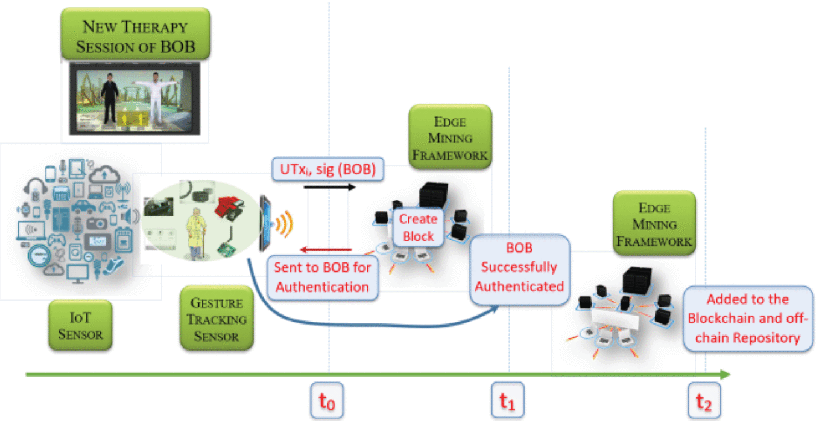 NEW THERAPY
SESSION OF BOB
EDGE
MINING
FRAMEWORK
UTxi, sig (BOB)
Create
Block
Sent to BOB for
Authentication
BOB
Successfully
Authenticated
EDGE
MINING
FRAMEWORK
Added to the
Blockchain and off-
chain Repository
IOT
SENSOR
GESTURE
TRACKING
SENSOR
t0
t1
t2